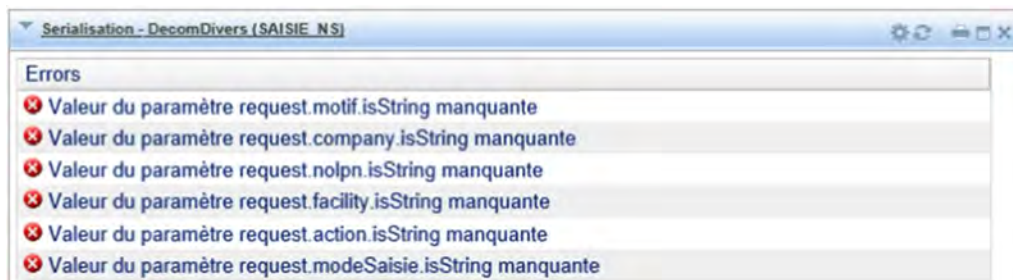 Serialisation - DecomDivers (SAISIE_NS)
Errors
Valeur du paramètre request.motif.isString manquante
Valeur du paramètre request.company.isString manquante
Valeur du paramètre request.nolpn.isString manquante
Valeur du paramètre request.facility.isString manquante
Valeur du paramètre request.action.isString manquante
Valeur du paramètre request.modeSaisie.isString manquante